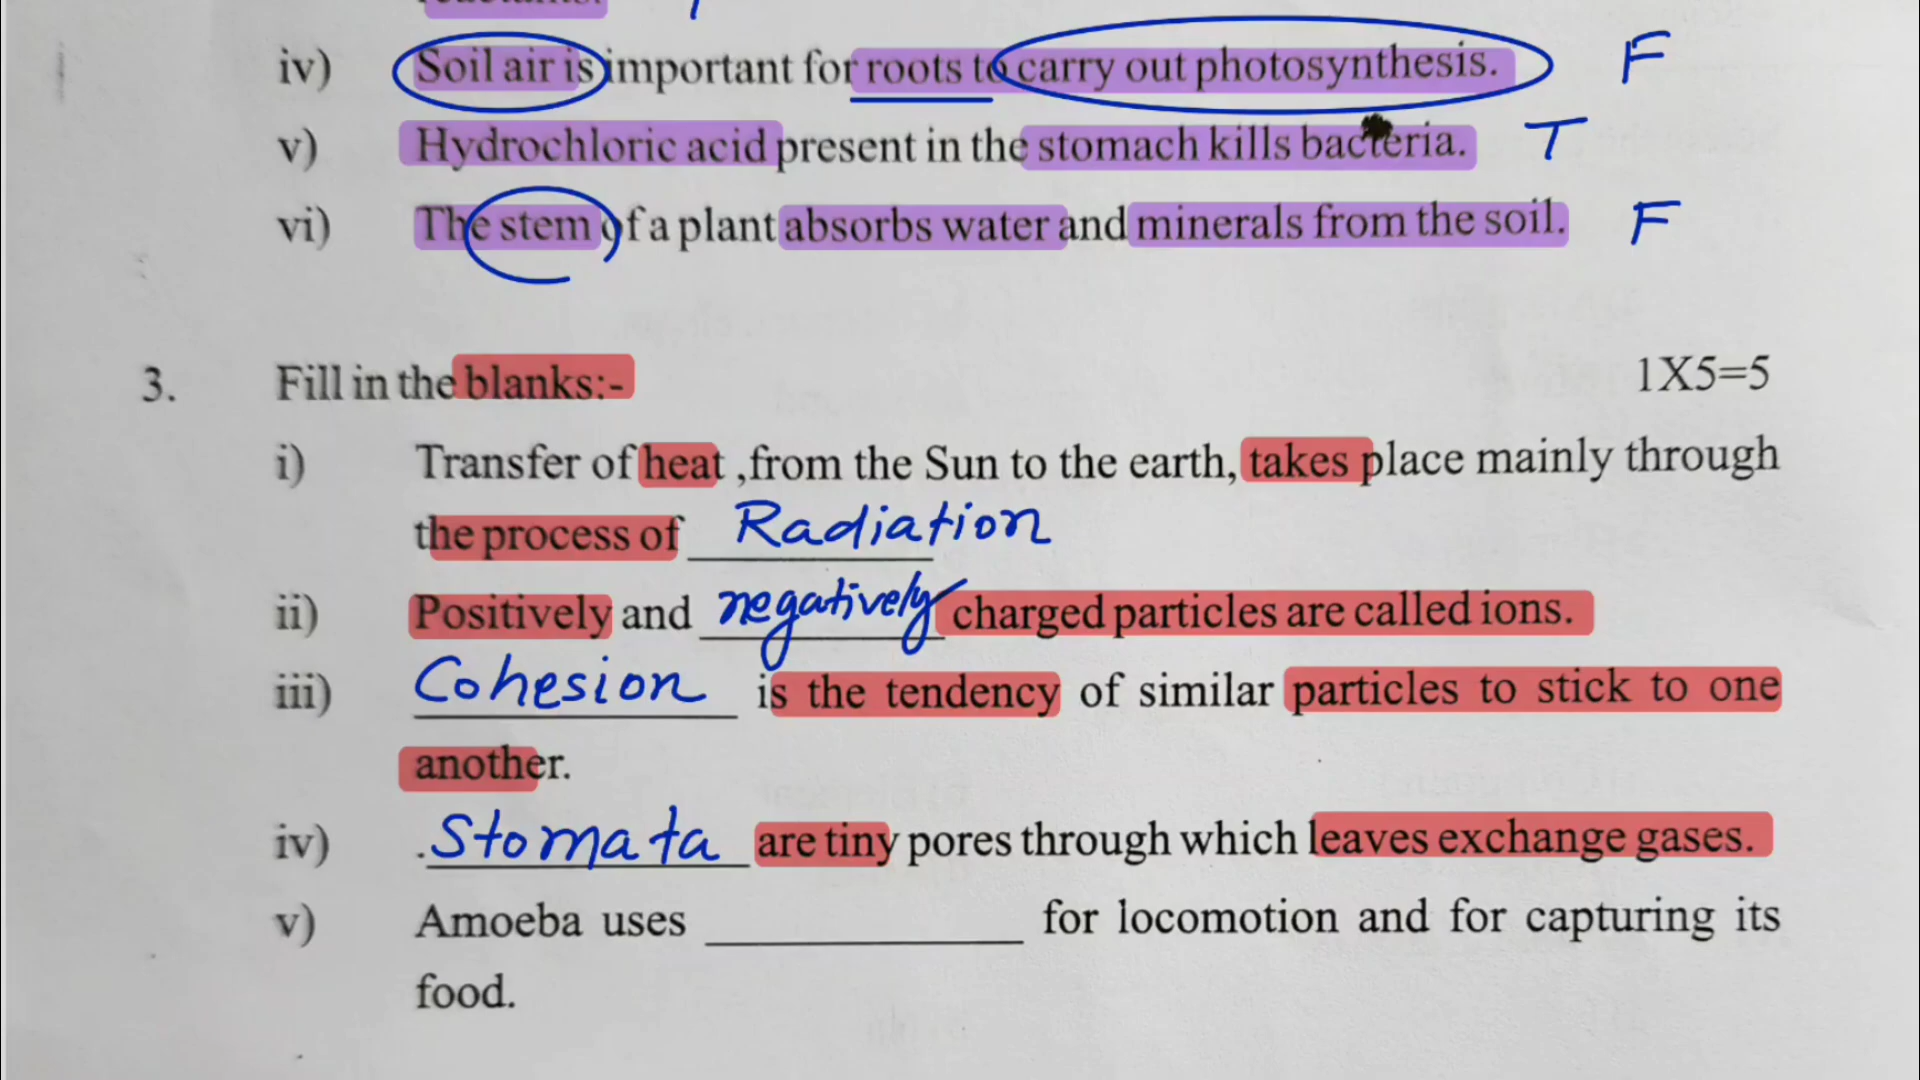 iv) Soil air is important for roots to carry out photosynthesis. F
v) Hydrochloric acid present in the stomach kills bacteria. T
vi) The stem of a plant absorbs water and minerals from the soil. F
3. Fill in the blanks:- 1X5=5
i) Transfer of heat ,from the Sun to the earth, takes place mainly through
the process of Radiation
ii) Positively and negatively charged particles are called ions.
iii) Cohesion is the tendency of similar particles to stick to one
another.
iv) .Stomata are tiny pores through which leaves exchange gases.
v) Amoeba uses ____________ for locomotion and for capturing its
food.